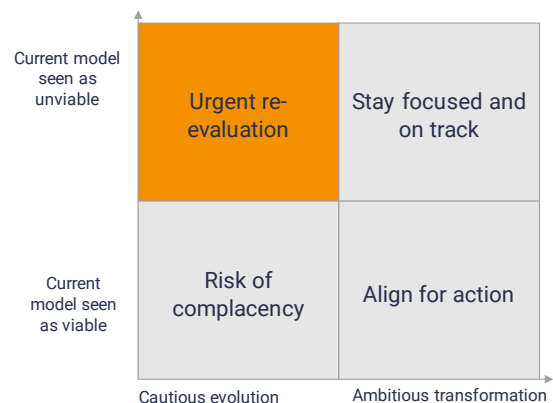 Current model
seen as
unviable
Urgent re-
evaluation
Stay focused and
on track
Current
model seen
as viable
Risk of
complacency
Align for action
Cautious evolution
Ambitious transformation